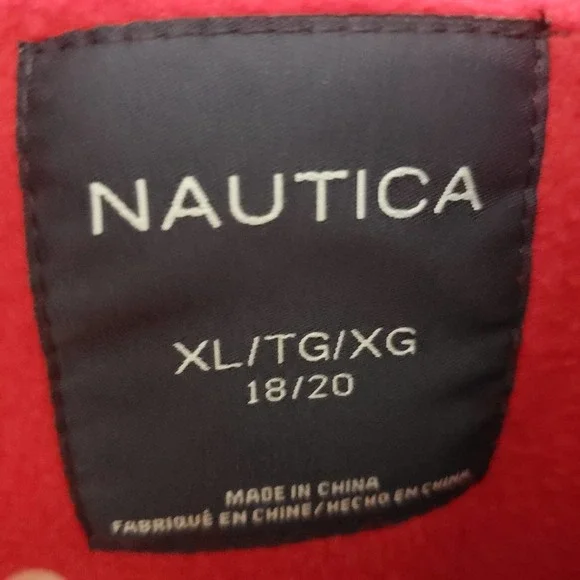 NAUTICA
XL/TG/XG
18/20
MADE IN CHINA
FABRIQUÉ EN CHINE/HECHO EN CHINA